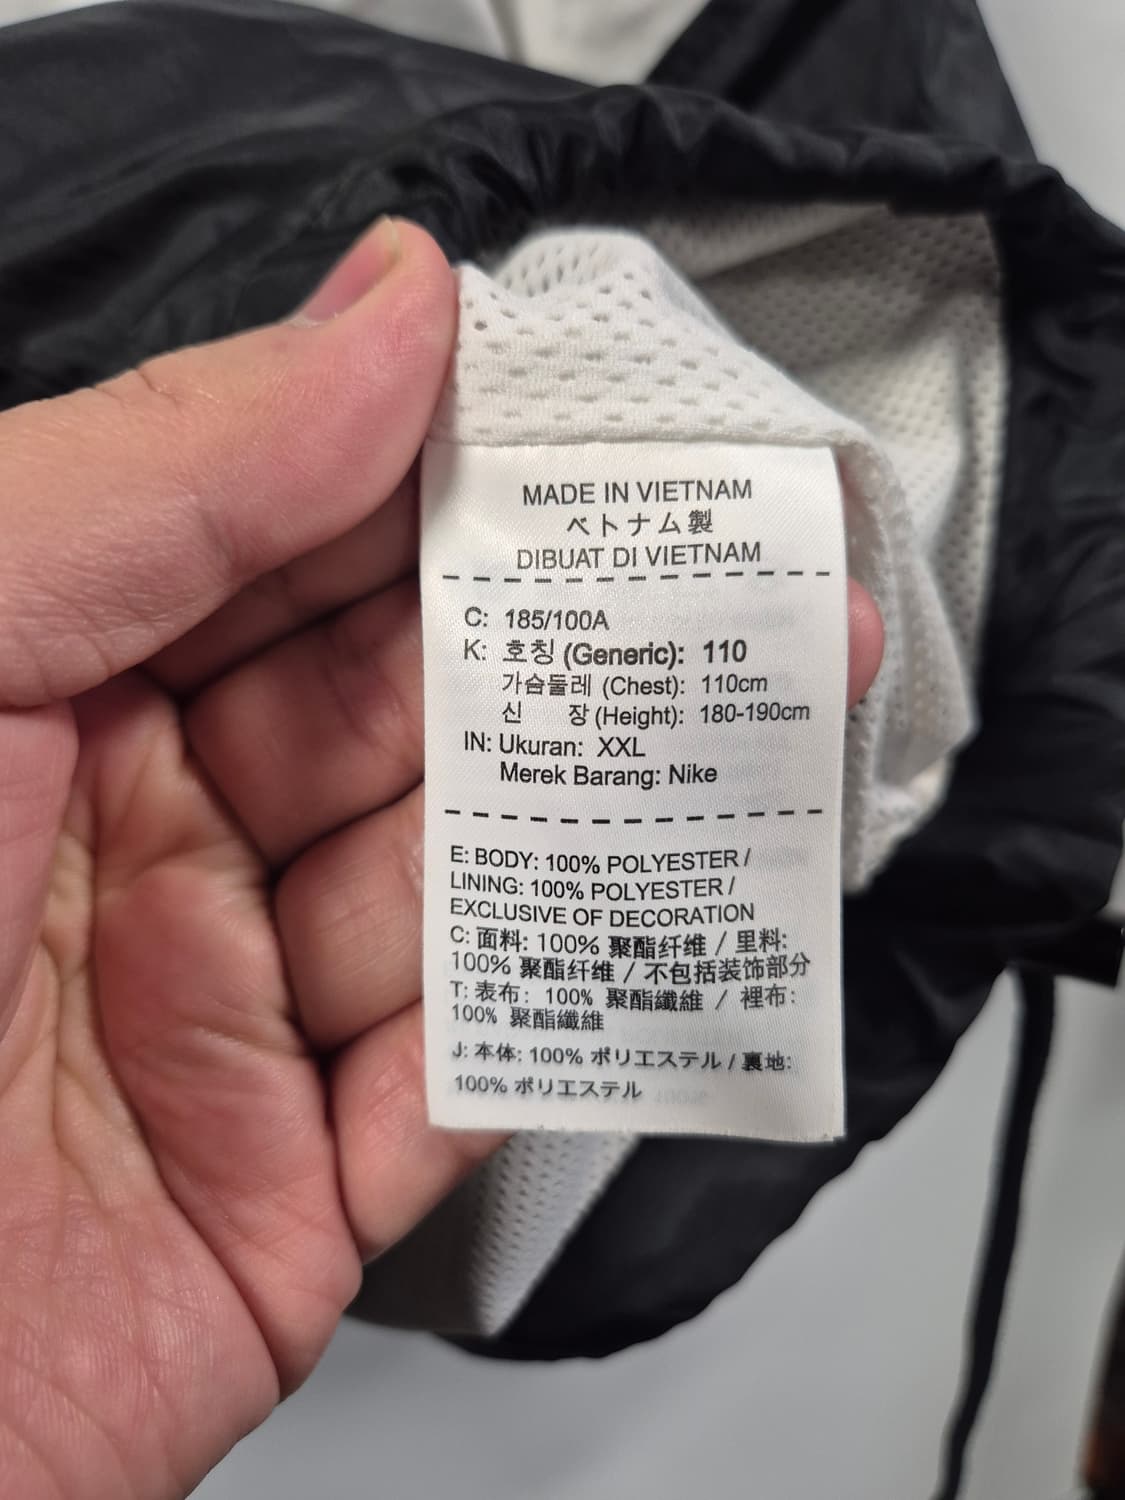 MADE IN VIETNAM
ベトナム製
DIBUAT DI VIETNAM
C: 185/100A
K: 호칭 (Generic): 110
가슴둘레 (Chest): 110cm
신 장 (Height): 180-190cm
IN: Ukuran: XXL
Merek Barang: Nike
E: BODY: 100% POLYESTER /
LINING: 100% POLYESTER /
EXCLUSIVE OF DECORATION
C: 面料: 100% 聚酯纤维 / 里料:
100% 聚酯纤维 / 不包括装饰部分
T: 表布: 100% 聚酯纖維 / 裡布:
100% 聚酯纖維
J: 本体: 100% ポリエステル / 裏地:
100% ポリエステル